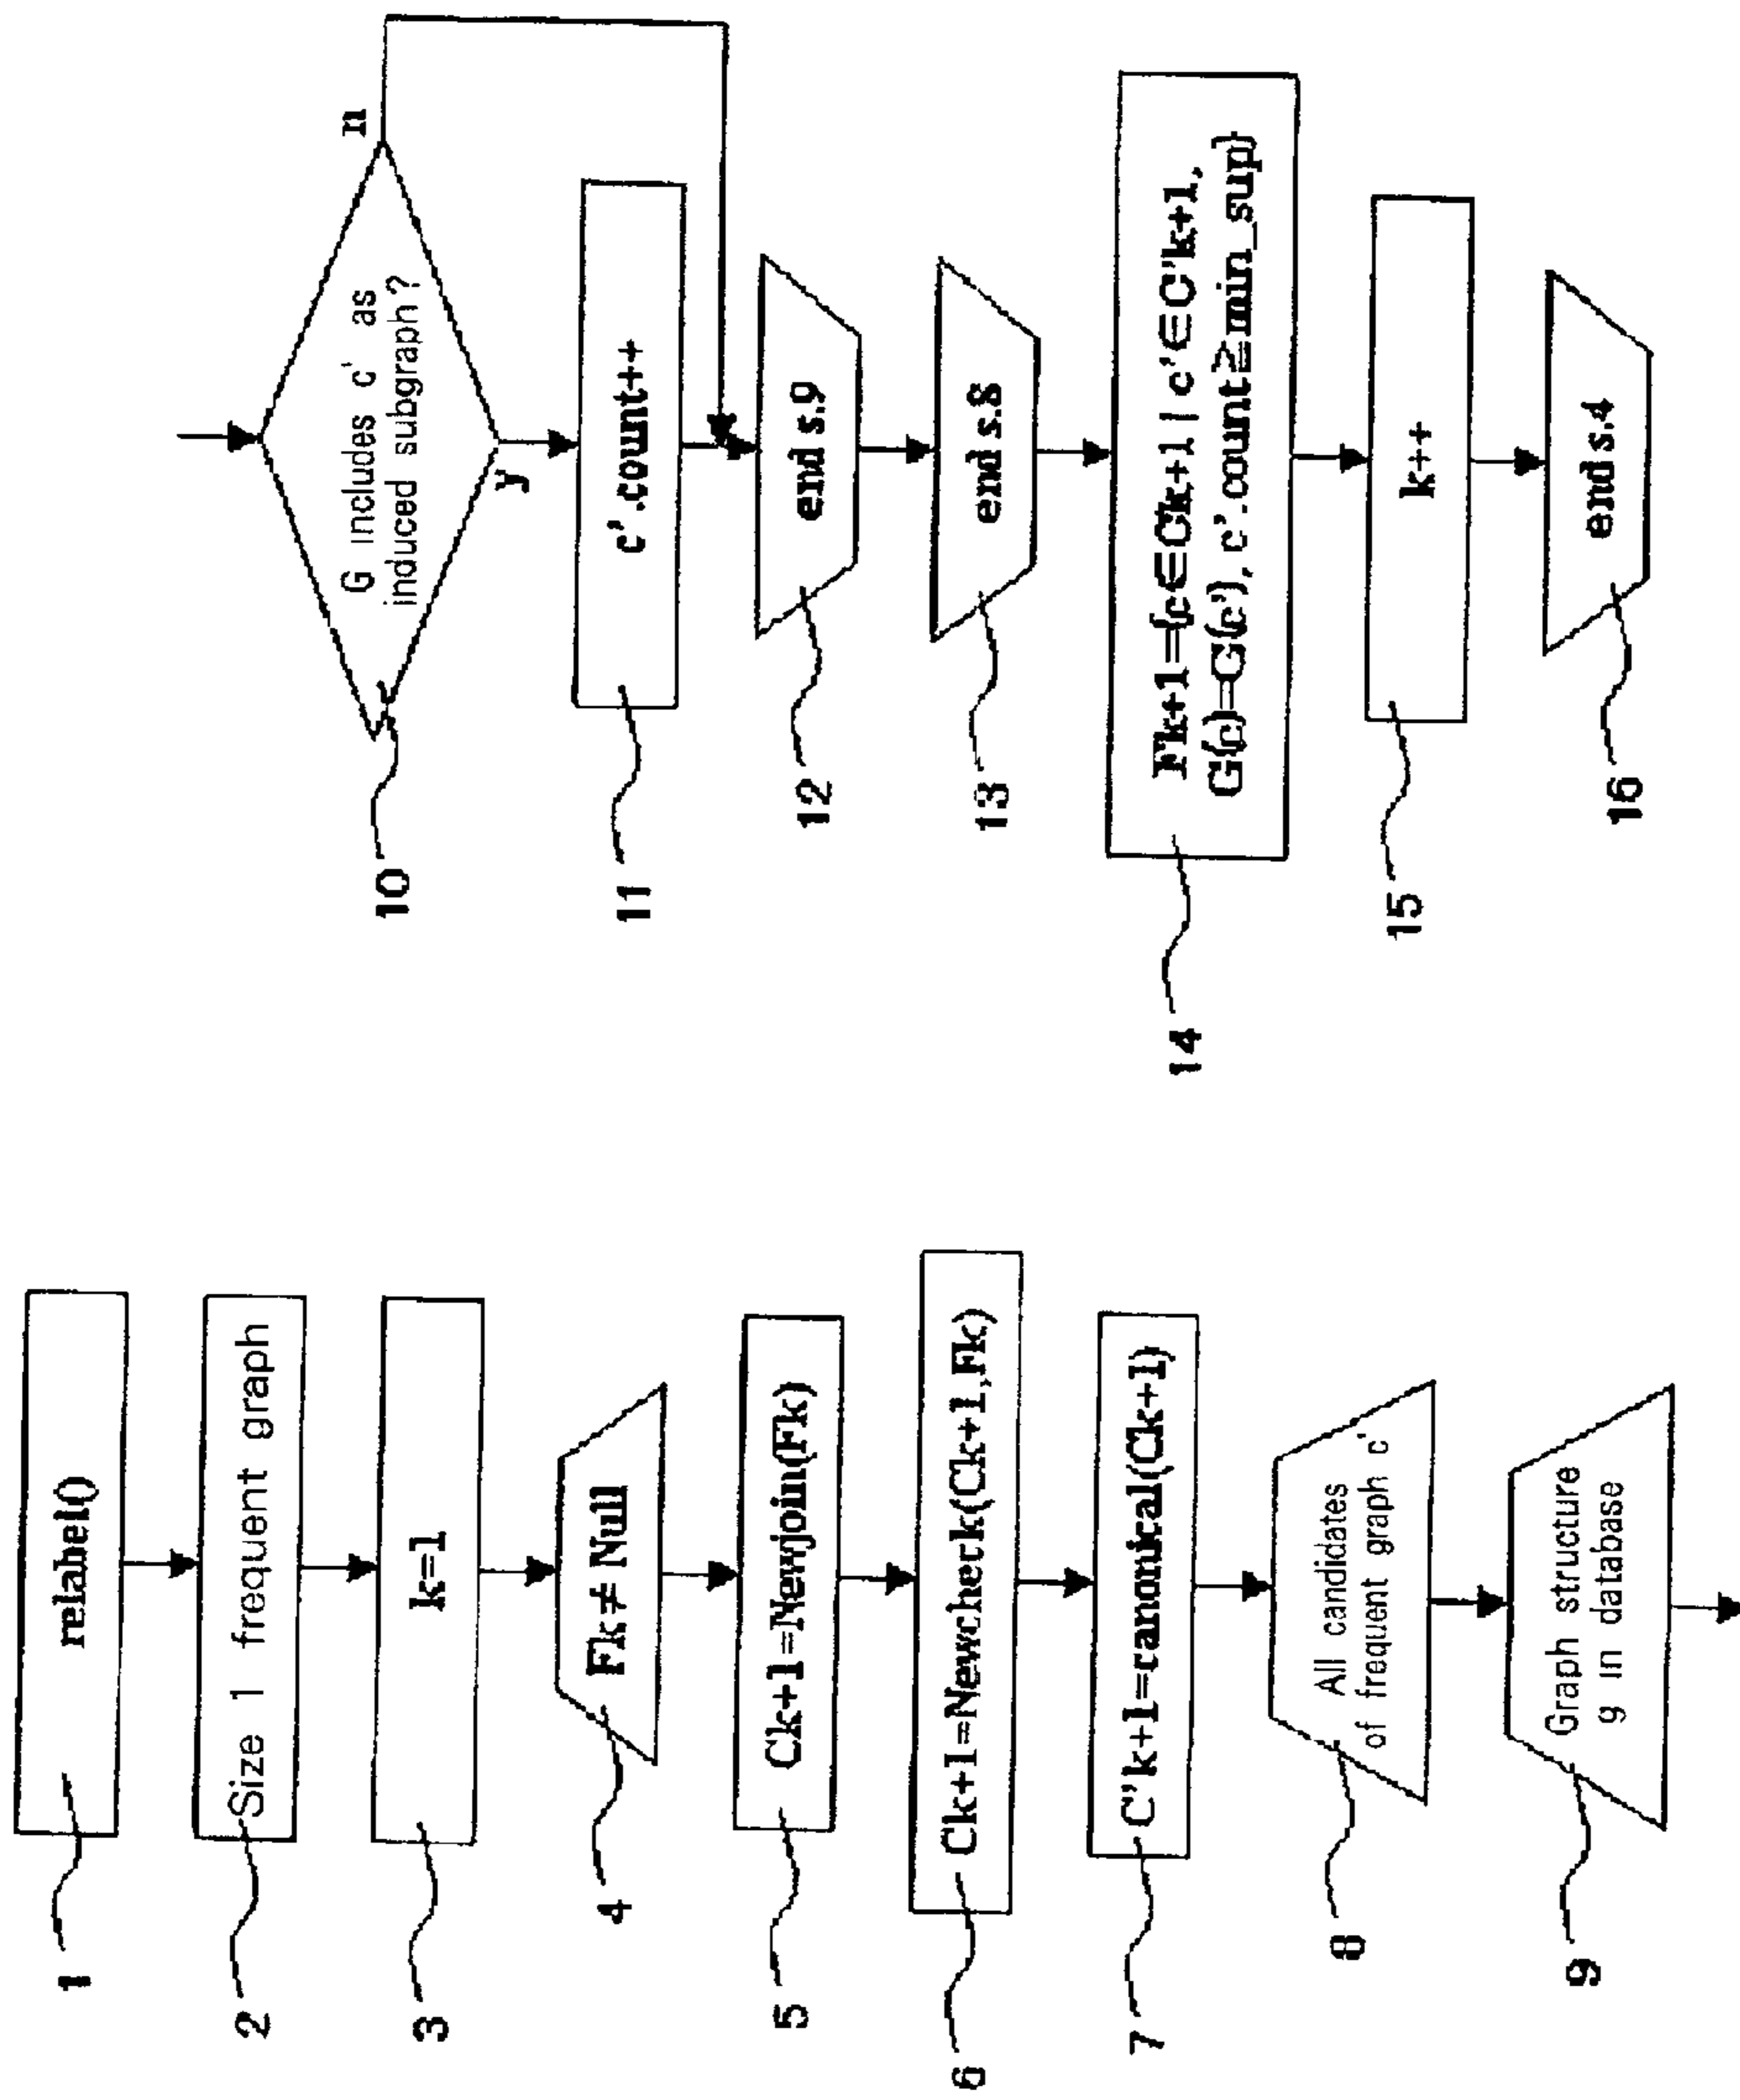 1
relabel()
2
Size 1 frequent graph
3
k=1
4
Fk≠Null
5
Ck+1=Newjoin(Fk)
6
Ck+1=Newcheck(Ck+1,Fk)
7
C'k+1=canonical(Ck+1)
8
All candidates
of frequent graph c'
9
Graph structure
g in database
10
G includes c' as
induced subgraph?
n
y
11
c'.count++
12
end s.9
13
end s.8
14
Fk+1={c∈Ck+1|c'∈C'k+1,
G(c)=G(c'),c'.count≥min_sup}
15
k++
16
end s.4